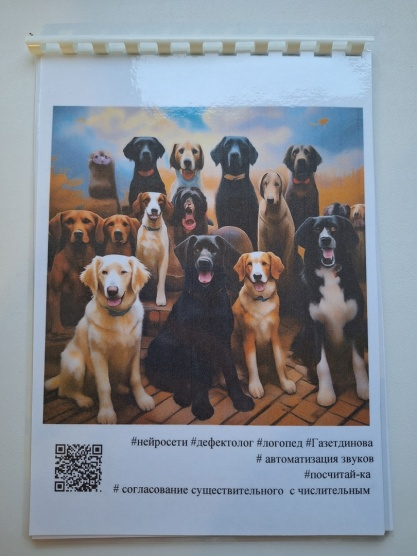 #нейросети #дефектолог #логопед #Газетдинова
# автоматизация звуков
#посчитай-ка
# согласование существительного с числительным